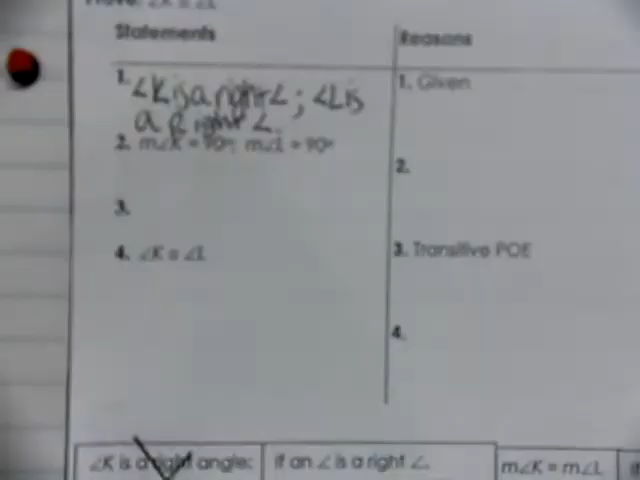 Prove: ∠K ≅ ∠L
Statements
Reasons
1. ∠K is a right ∠; ∠L is
a Right ∠.
1. Given
2. m∠K = 90°; m∠L = 90°
2.
3.
3. Transitive POE
4. ∠K ≅ ∠L
4.
∠K is a right angle;
if an ∠ is a right ∠,
m∠K = m∠L